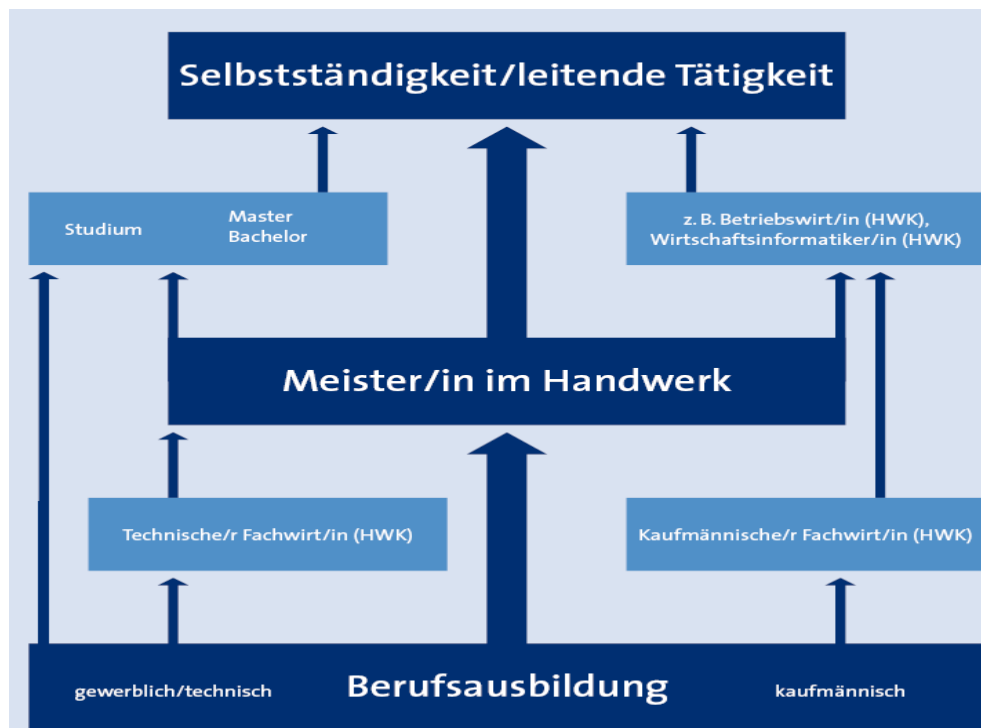 Selbstständigkeit/leitende Tätigkeit
Studium
Master
Bachelor
z. B. Betriebswirt/in (HWK),
Wirtschaftsinformatiker/in (HWK)
Meister/in im Handwerk
Technische/r Fachwirt/in (HWK)
Kaufmännische/r Fachwirt/in (HWK)
gewerblich/technisch
Berufsausbildung
kaufmännisch